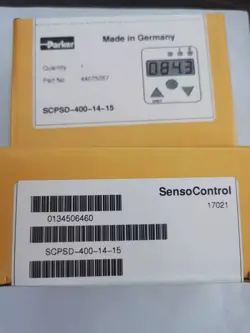 Parker
Made in Germany
Quantity 1
Part No.
0843
SCPSD-400-14-15
SensoControl
17021
0134506460
SCPSD-400-14-15